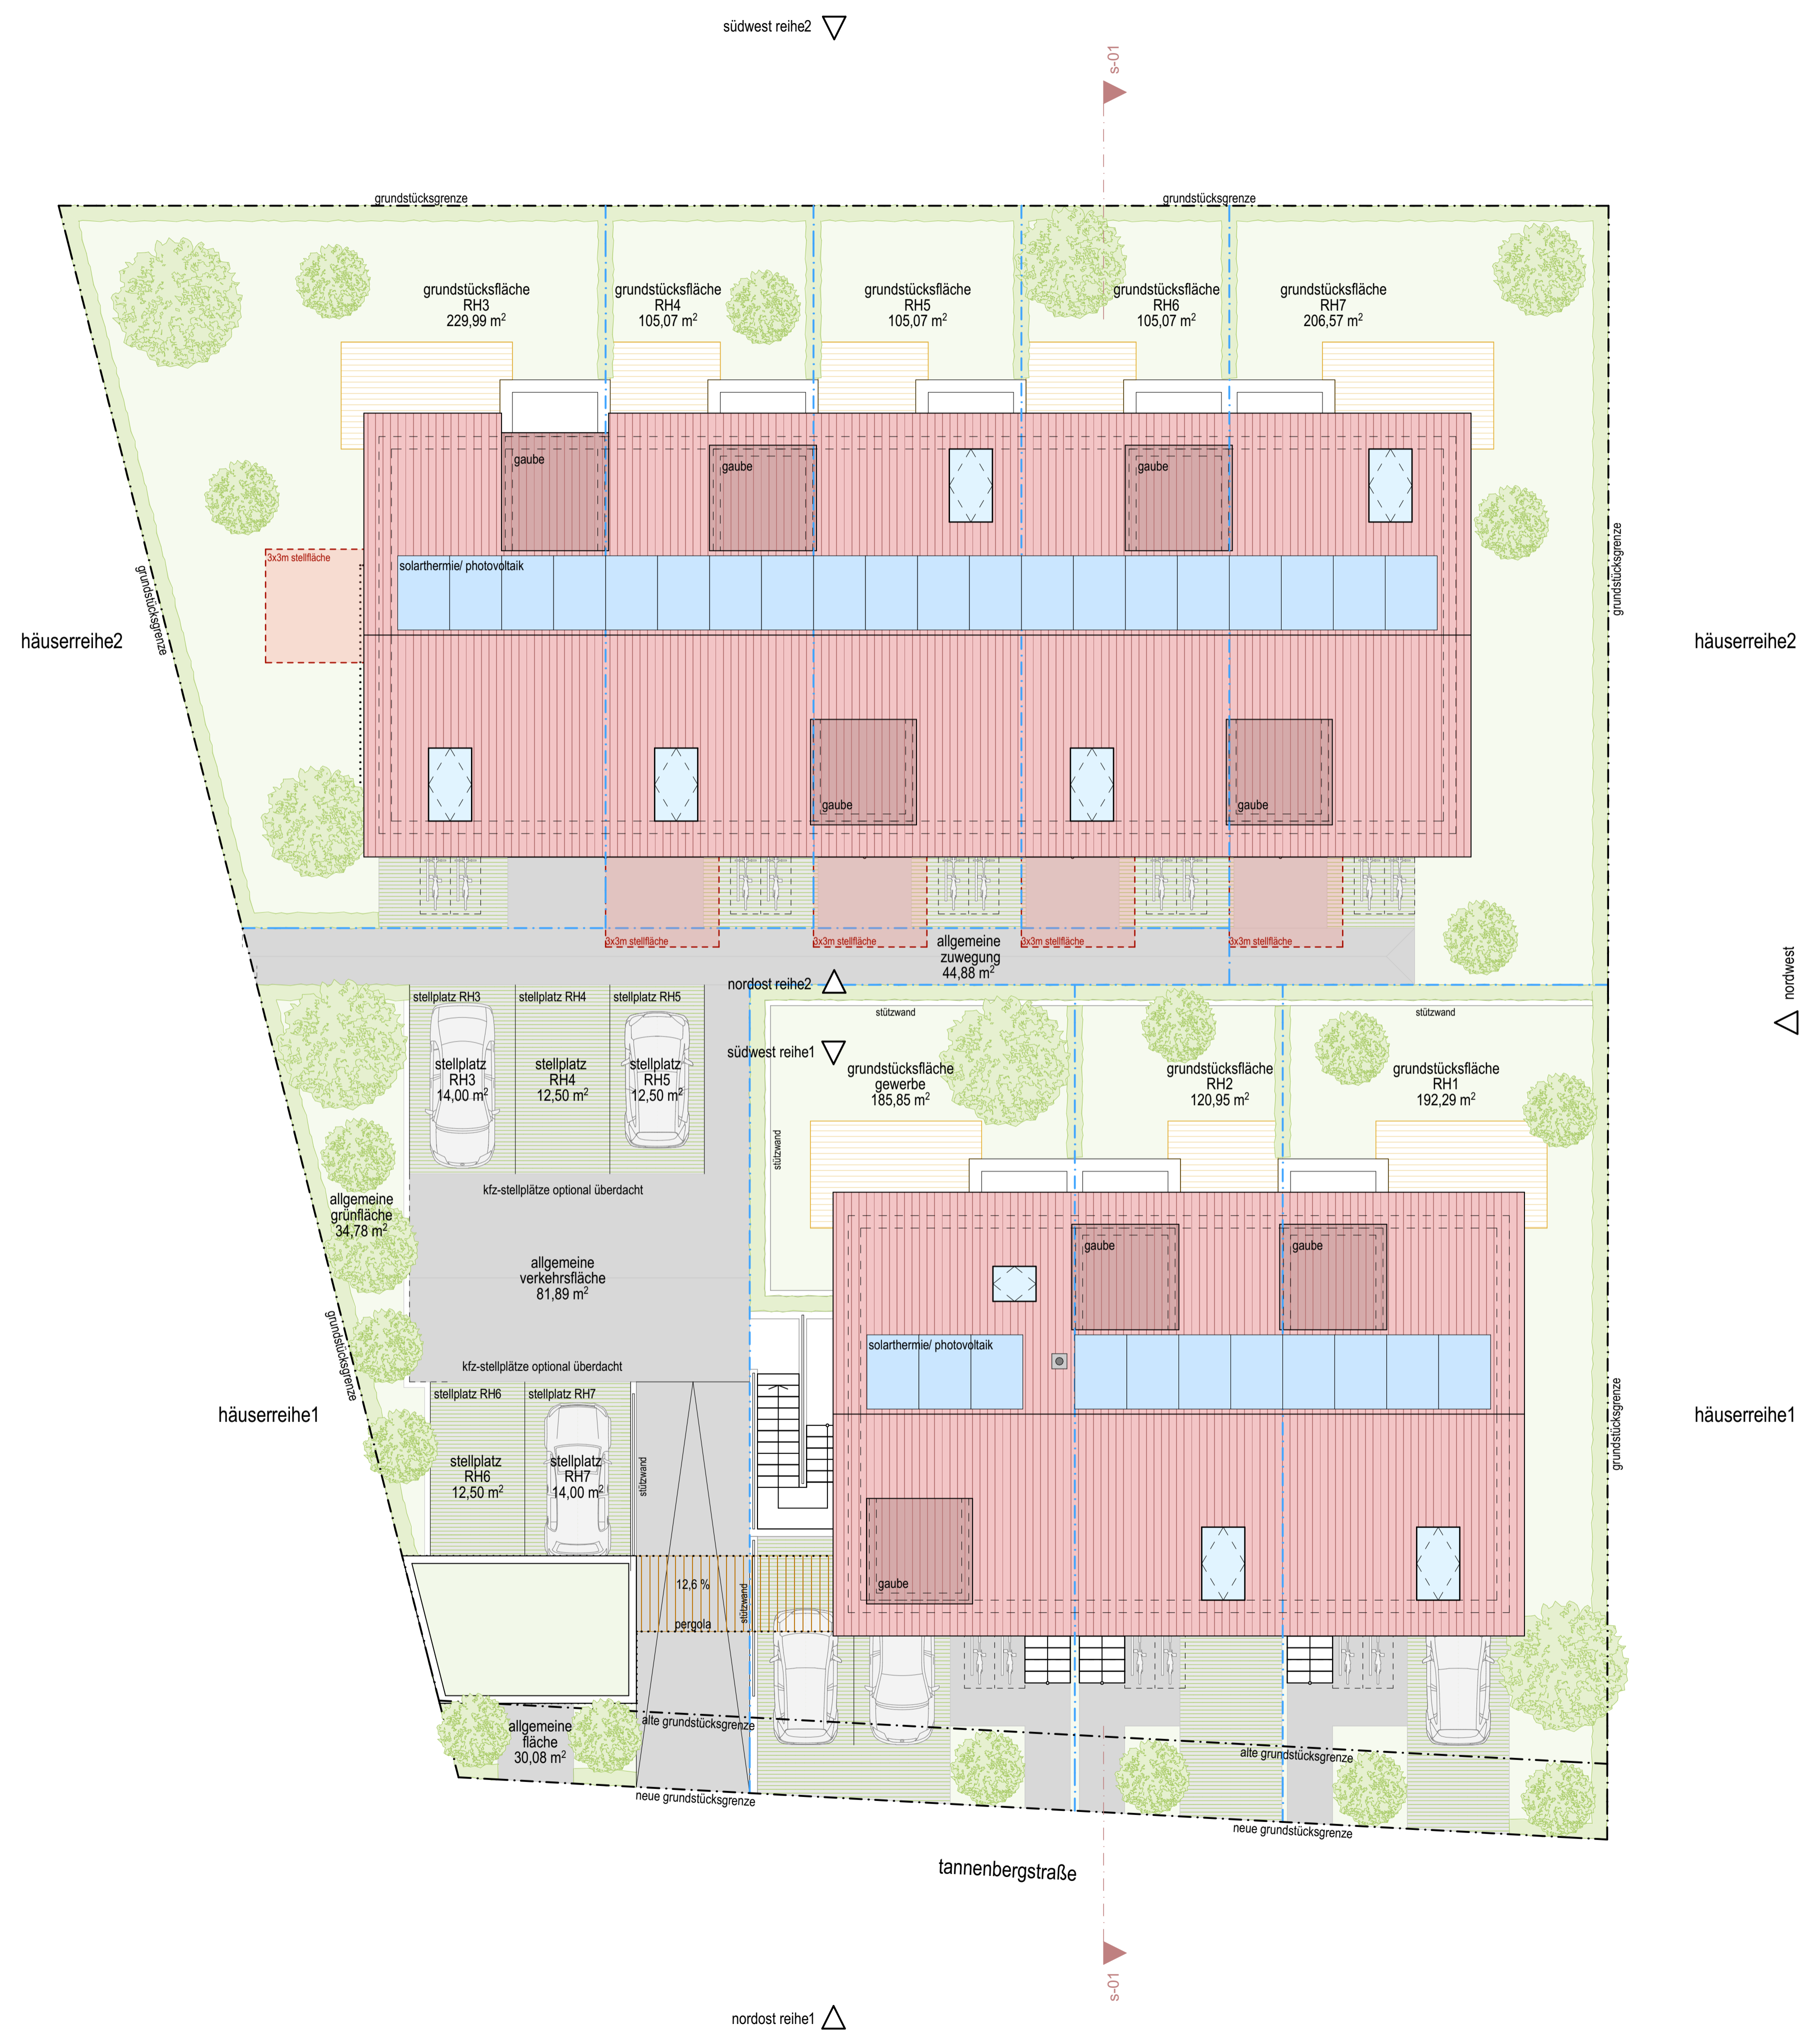 südwest reihe2
s-01
grundstücksgrenze
grundstücksgrenze
grundstücksfläche
RH3
229,99 m²
grundstücksfläche
RH4
105,07 m²
grundstücksfläche
RH5
105,07 m²
grundstücksfläche
RH6
105,07 m²
grundstücksfläche
RH7
206,57 m²
gaube
gaube
gaube
3x3m stellfläche
solarthermie/ photovoltaik
grundstücksgrenze
grundstücksgrenze
häuserreihe2
häuserreihe2
gaube
gaube
3x3m stellfläche
3x3m stellfläche
3x3m stellfläche
3x3m stellfläche
allgemeine
zuwegung
44,88 m²
nordost reihe2
nordwest
stellplatz RH3
stellplatz RH4
stellplatz RH5
stützwand
stützwand
südwest reihe1
stellplatz
RH3
14,00 m²
stellplatz
RH4
12,50 m²
stellplatz
RH5
12,50 m²
grundstücksfläche
gewerbe
185,85 m²
grundstücksfläche
RH2
120,95 m²
grundstücksfläche
RH1
192,29 m²
stützwand
kfz-stellplätze optional überdacht
allgemeine
grünfläche
34,78 m²
gaube
gaube
allgemeine
verkehrsfläche
81,89 m²
grundstücksgrenze
solarthermie/ photovoltaik
kfz-stellplätze optional überdacht
stellplatz RH6
stellplatz RH7
häuserreihe1
häuserreihe1
grundstücksgrenze
stellplatz
RH6
12,50 m²
stellplatz
RH7
14,00 m²
stützwand
12,6 %
stützwand
gaube
pergola
allgemeine
fläche
30,08 m²
alte grundstücksgrenze
alte grundstücksgrenze
neue grundstücksgrenze
neue grundstücksgrenze
tannenbergstraße
s-01
nordost reihe1